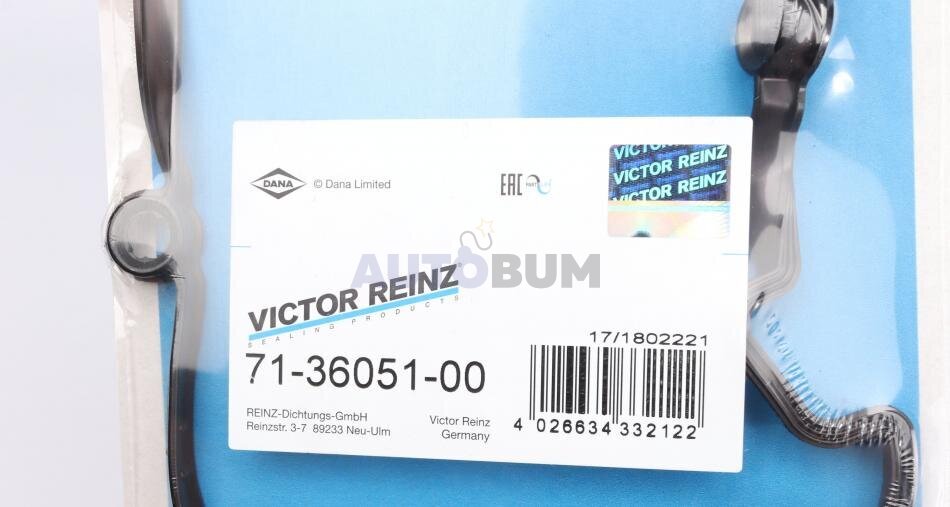 DANA
© Dana Limited
EAC
PART
VICTOR REINZ
VICTOR REINZ
VICTOR REINZ
AUTOBUM
VICTOR REINZ
SEALING PRODUCTS
17/1802221
71-36051-00
REINZ-Dichtungs-GmbH
Reinzstr. 3-7 89233 Neu-Ulm
Victor Reinz
Germany
4 026634 332122